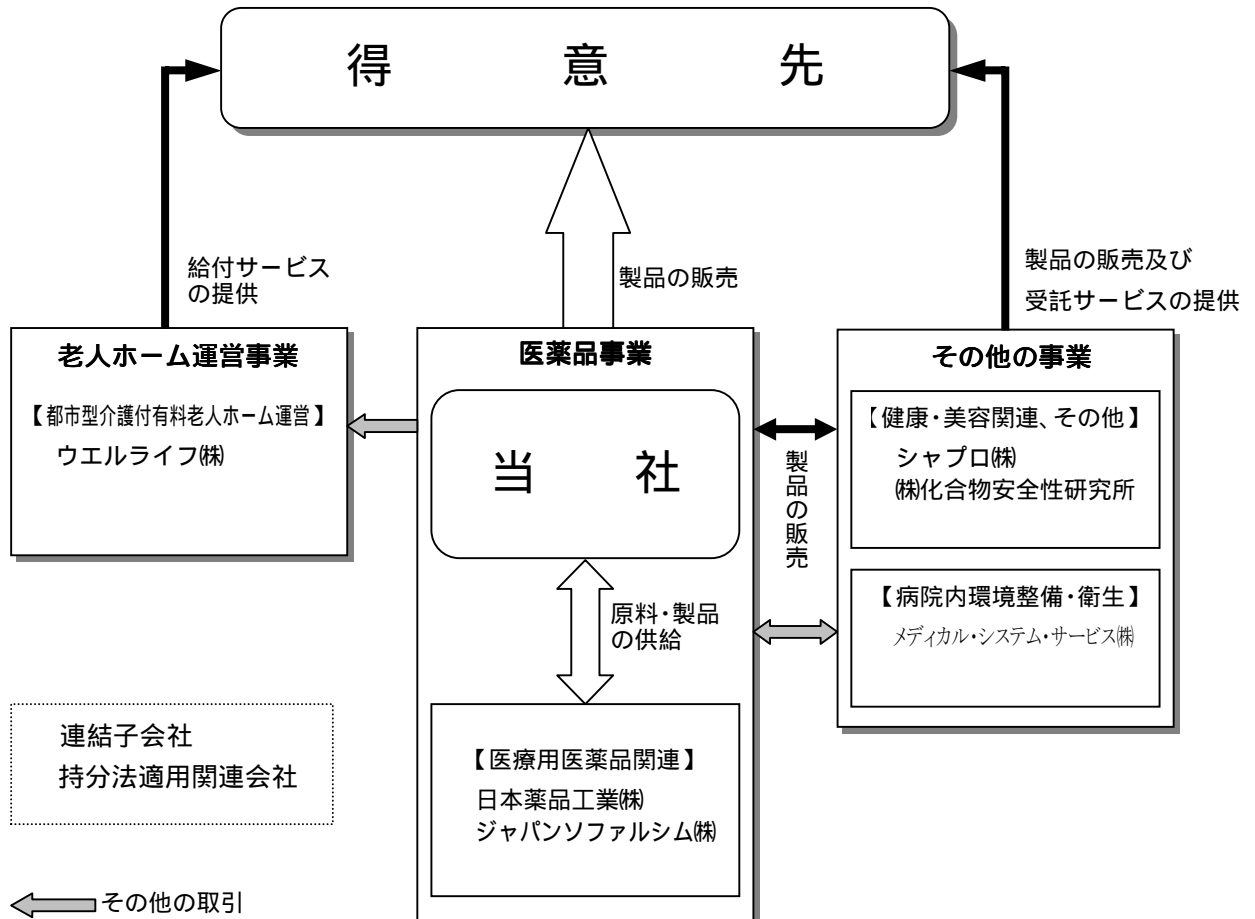 得意先
給付サービス
の提供
製品の販売
製品の販売及び
受託サービスの提供
老人ホーム運営事業
【都市型介護付有料老人ホーム運営】
ウエルライフ㈱
医薬品事業
当社
原料・製品
の供給
【医療用医薬品関連】
日本薬品工業㈱
ジャパンソファルシム㈱
製品の販売
その他の事業
【健康・美容関連、その他】
シャプロ㈱
㈱化合物安全性研究所
【病院内環境整備・衛生】
メディカル・システム・サービス㈱
連結子会社
持分法適用関連会社
その他の取引